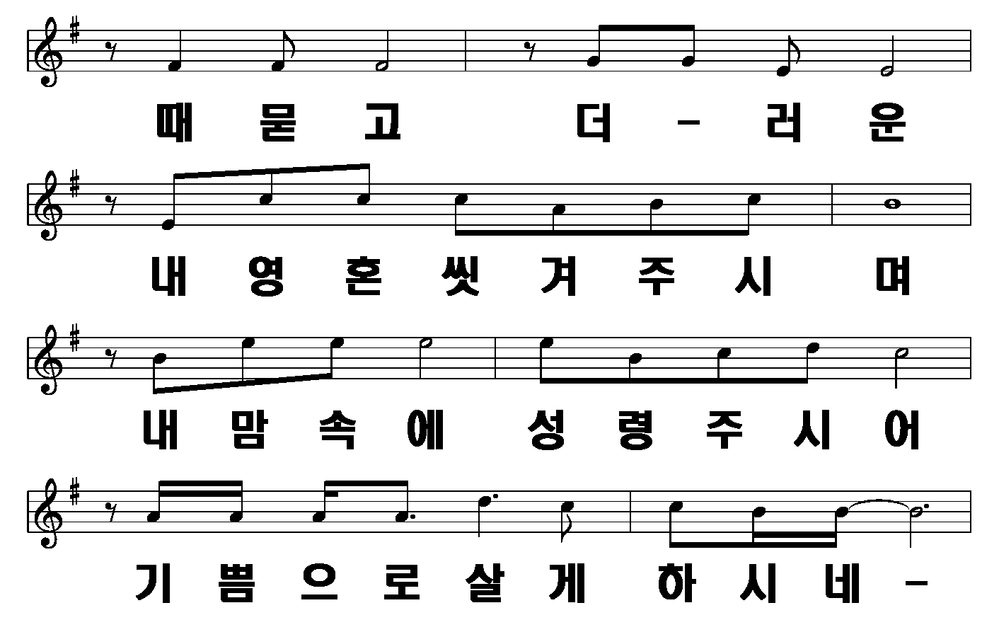 때 묻 고 더 - 러 운
내 영 혼 씻 겨 주 시 며
내 맘 속 에 성 령 주 시 어
기 쁨 으 로 살 게 하 시 네 -